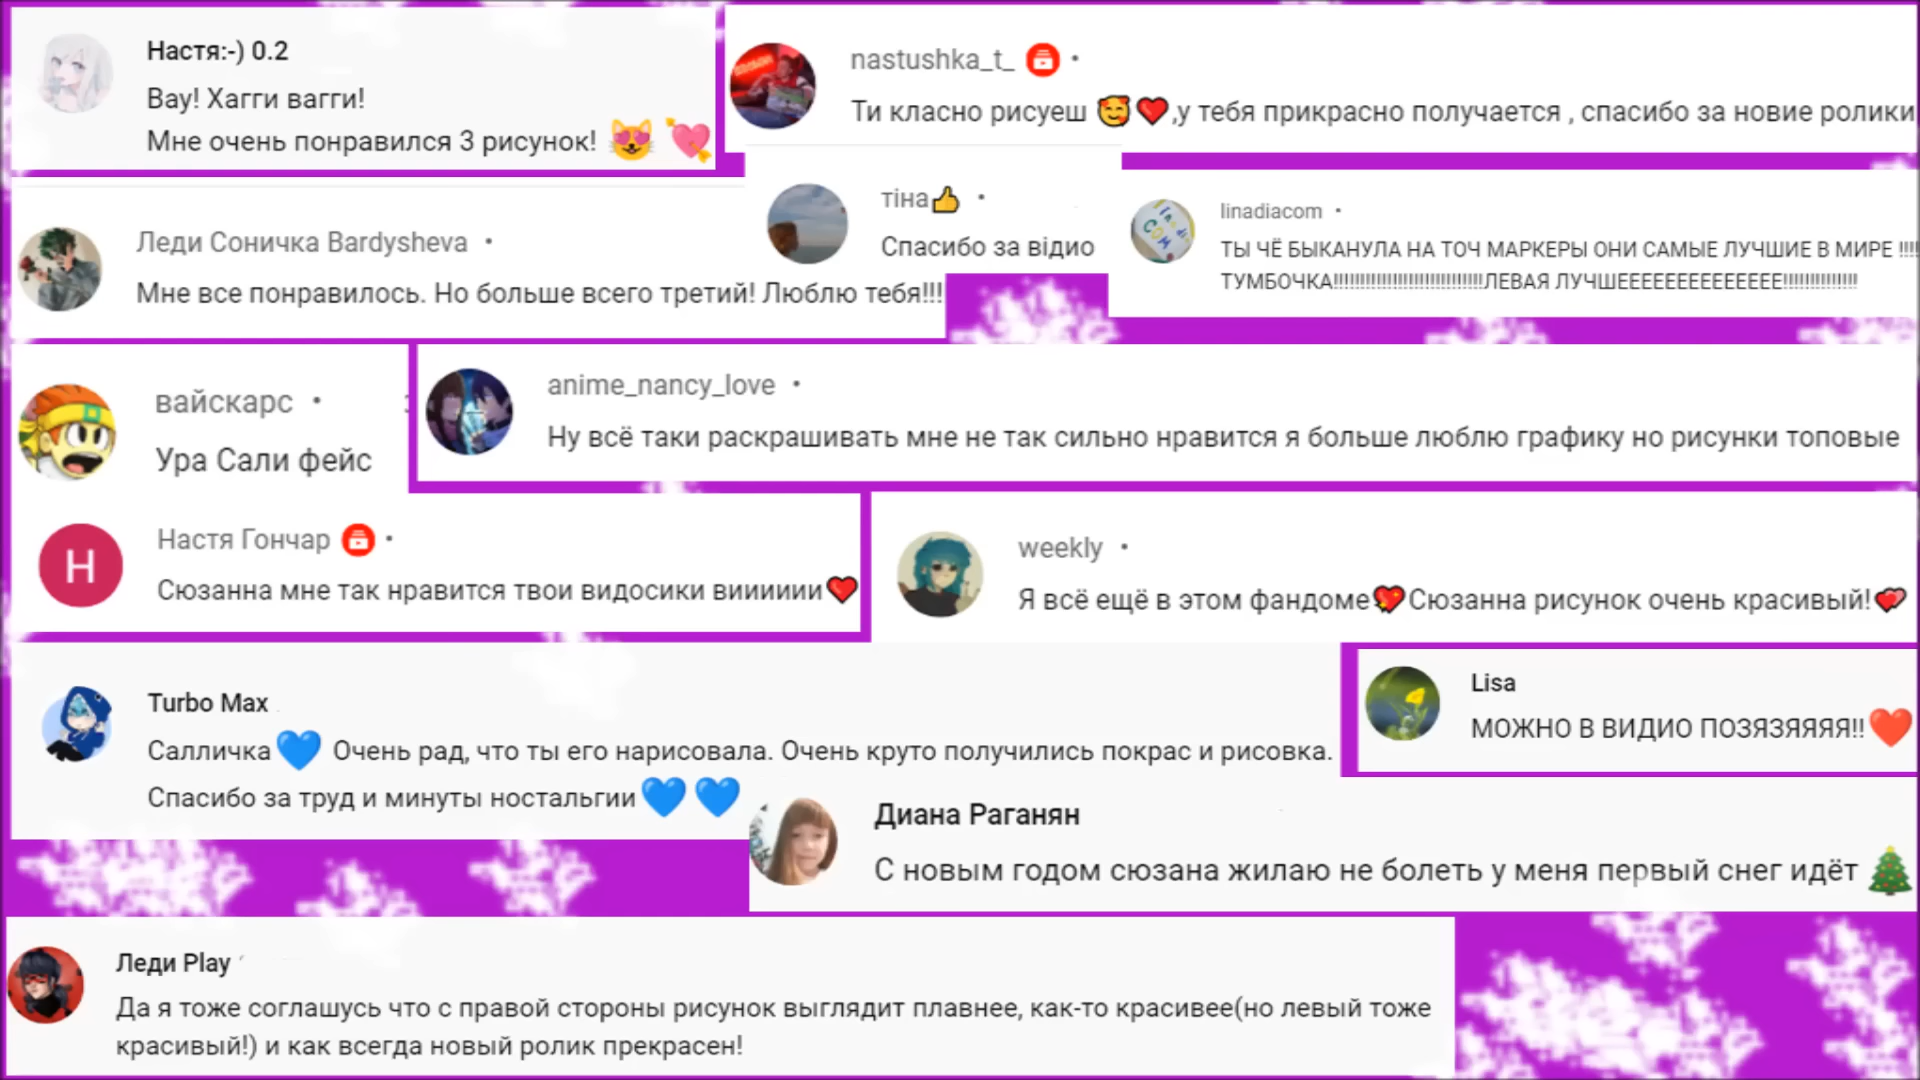 Настя:-) 0.2
Вау! Хагги вагги!
Мне очень понравился 3 рисунок! 😻 💘
nastushka_t_ •
Ти класно рисуеш 🥰❤️,у тебя прикрасно получается , спасибо за новие ролики
тіна👍 •
Спасибо за відио
Леди Соничка Bardysheva •
Мне все понравилось. Но больше всего третий! Люблю тебя!!!
linadiacom •
ТЫ ЧЁ БЫКАНУЛА НА ТОЧ МАРКЕРЫ ОНИ САМЫЕ ЛУЧШИЕ В МИРЕ !!!!
ТУМБОЧКА!!!!!!!!!!!!!!!!!!!!!!!!!!!!!ЛЕВАЯ ЛУЧШЕЕЕЕЕЕЕЕЕЕЕЕЕЕ!!!!!!!!!!!!!!
вайскарс •
Ура Сали фейс
anime_nancy_love •
Ну всё таки раскрашивать мне не так сильно нравится я больше люблю графику но рисунки топовые
Н
Настя Гончар •
Сюзанна мне так нравится твои видосики вииииии❤️
weekly •
Я всё ещё в этом фандоме💖Сюзанна рисунок очень красивый!💕
Turbo Max
Салличка💙 Очень рад, что ты его нарисовала. Очень круто получились покрас и рисовка.
Спасибо за труд и минуты ностальгии💙 💙
Lisa
МОЖНО В ВИДИО ПОЗЯЗЯЯЯЯ!!❤️
Диана Раганян
С новым годом сюзана жилаю не болеть у меня первый снег идёт 🎄
Леди Play
Да я тоже соглашусь что с правой стороны рисунок выглядит плавнее, как-то красивее(но левый тоже
красивый!) и как всегда новый ролик прекрасен!